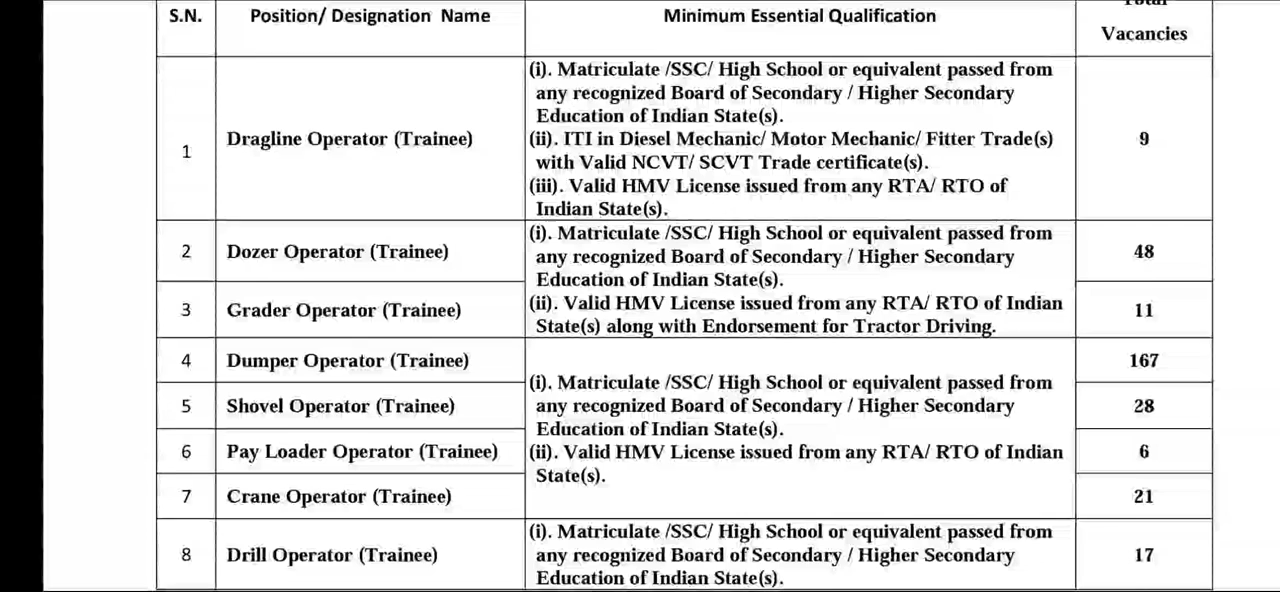 S.N. Position/ Designation Name Minimum Essential Qualification Total Vacancies
1 Dragline Operator (Trainee)
(i). Matriculate /SSC/ High School or equivalent passed from
any recognized Board of Secondary / Higher Secondary
Education of Indian State(s).
(ii). ITI in Diesel Mechanic/ Motor Mechanic/ Fitter Trade(s)
with Valid NCVT/ SCVT Trade certificate(s).
(iii). Valid HMV License issued from any RTA/ RTO of
Indian State(s).
9
2 Dozer Operator (Trainee) 48
3 Grader Operator (Trainee) 11
(i). Matriculate /SSC/ High School or equivalent passed from
any recognized Board of Secondary / Higher Secondary
Education of Indian State(s).
(ii). Valid HMV License issued from any RTA/ RTO of Indian
State(s) along with Endorsement for Tractor Driving.
4 Dumper Operator (Trainee) 167
5 Shovel Operator (Trainee) 28
6 Pay Loader Operator (Trainee) 6
7 Crane Operator (Trainee) 21
(i). Matriculate /SSC/ High School or equivalent passed from
any recognized Board of Secondary / Higher Secondary
Education of Indian State(s).
(ii). Valid HMV License issued from any RTA/ RTO of Indian
State(s).
8 Drill Operator (Trainee)
(i). Matriculate /SSC/ High School or equivalent passed from
any recognized Board of Secondary / Higher Secondary
Education of Indian State(s).
17